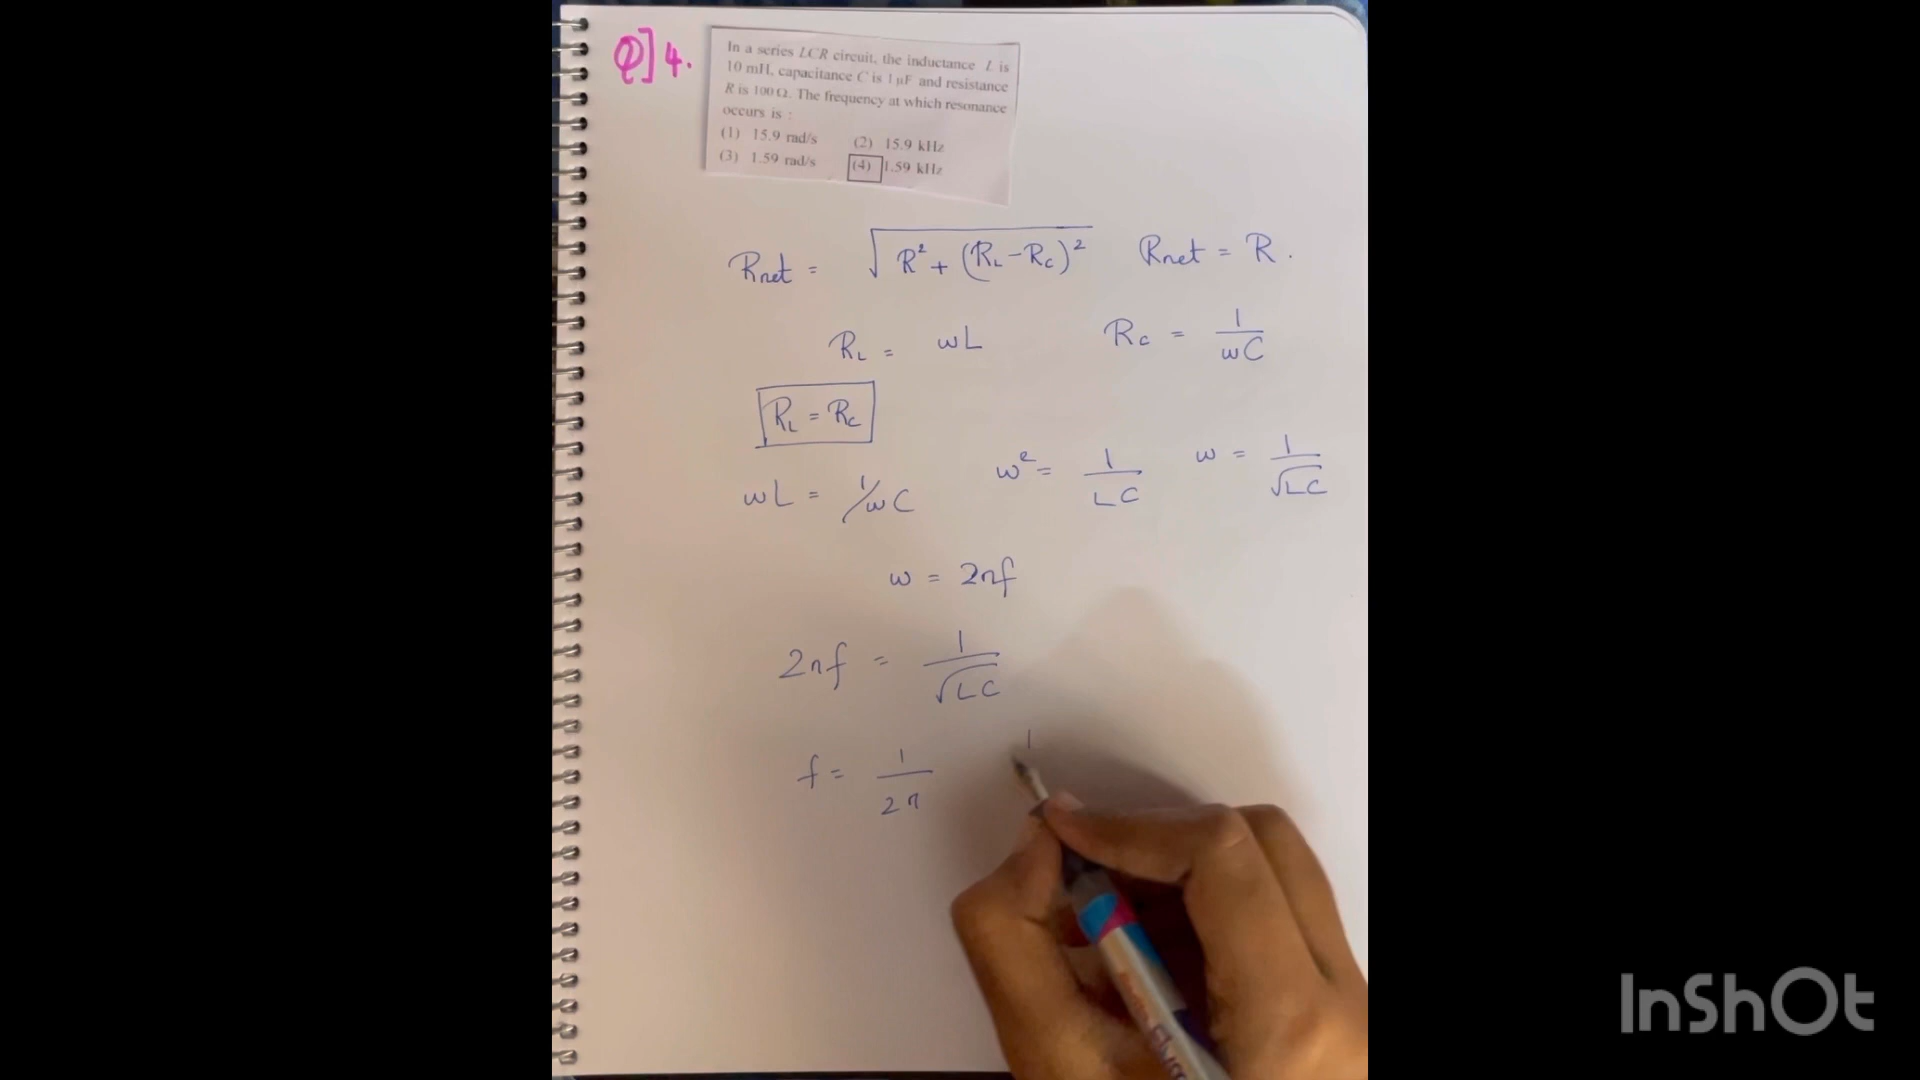 Q] 4.
In a series LCR circuit, the inductance L is
10 mH, capacitance C is 1 μF and resistance
R is 100 Ω. The frequency at which resonance
occurs is :
(1) 15.9 rad/s (2) 15.9 kHz
(3) 1.59 rad/s (4) 1.59 kHz
Rnet = √R² + (RL - RC)² Rnet = R.
RL = ωL RC = 1/ωC
RL = RC
ωL = 1/ωC ω² = 1/LC ω = 1/√LC
ω = 2πf
2πf = 1/√LC
f = 1/2π 1
InShOt